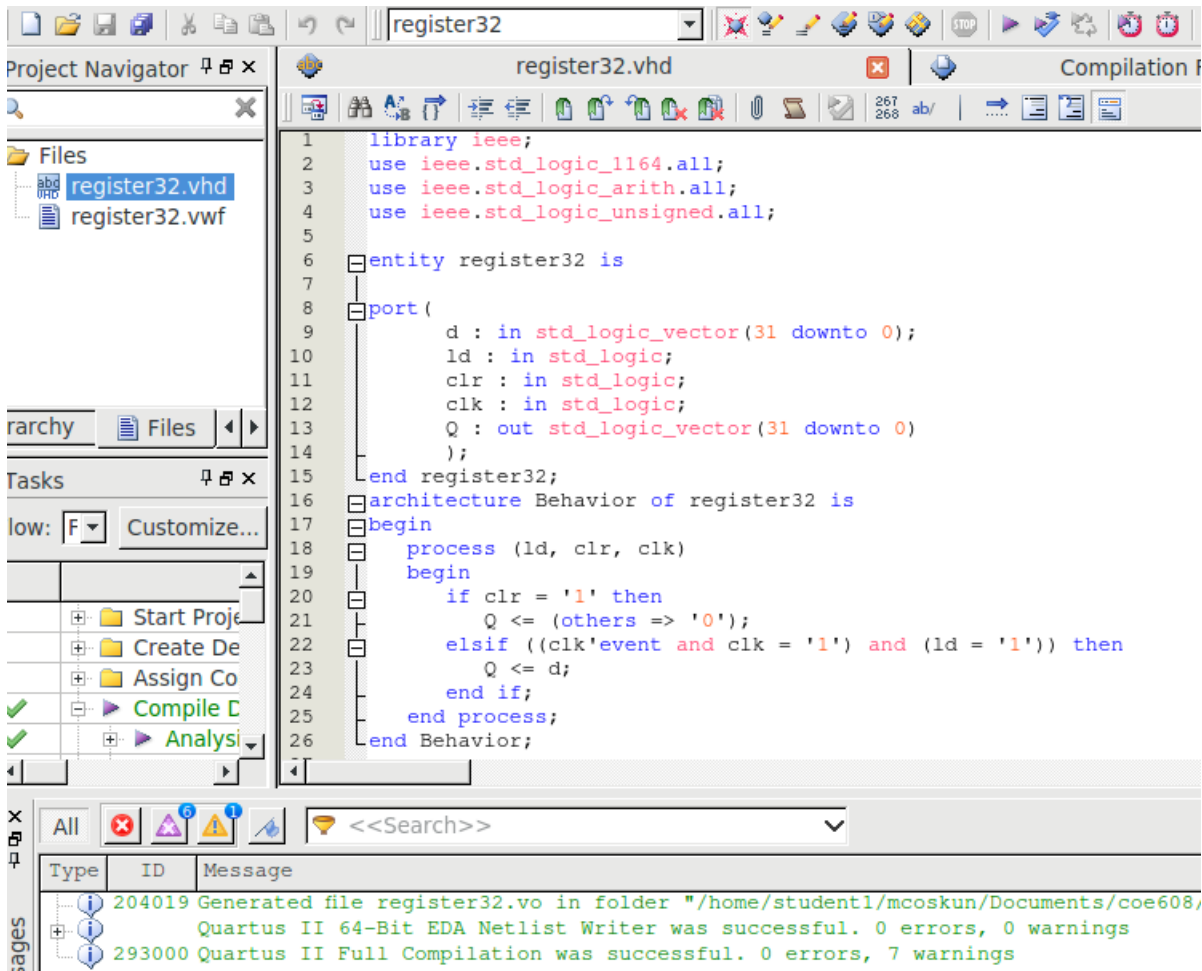 register32
Project Navigator
register32.vhd
Compilation
Files
register32.vhd
register32.vwf
rarchy
Files
Tasks
low:
F
Customize...
Start Proje
Create De
Assign Co
Compile D
Analysi
267
268
ab/
1 library ieee;
2 use ieee.std_logic_1164.all;
3 use ieee.std_logic_arith.all;
4 use ieee.std_logic_unsigned.all;
5
6 entity register32 is
7
8 port(
9 d : in std_logic_vector(31 downto 0);
10 ld : in std_logic;
11 clr : in std_logic;
12 clk : in std_logic;
13 Q : out std_logic_vector(31 downto 0)
14 );
15 end register32;
16 architecture Behavior of register32 is
17 begin
18 process (ld, clr, clk)
19 begin
20 if clr = '1' then
21 Q <= (others => '0');
22 elsif ((clk'event and clk = '1') and (ld = '1')) then
23 Q <= d;
24 end if;
25 end process;
26 end Behavior;
All
6
1
<<Search>>
Type ID Message
204019 Generated file register32.vo in folder "/home/student1/mcoskun/Documents/coe608/
Quartus II 64-Bit EDA Netlist Writer was successful. 0 errors, 0 warnings
293000 Quartus II Full Compilation was successful. 0 errors, 7 warnings
sages